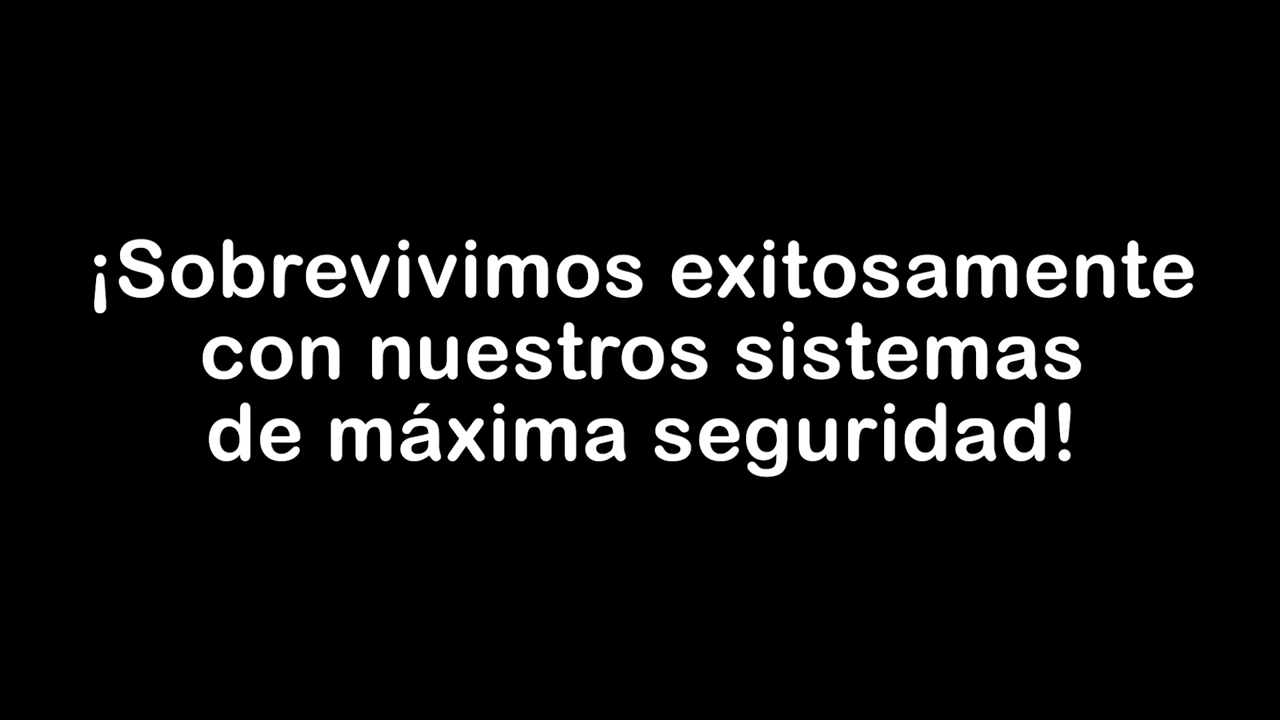 ¡Sobrevivimos exitosamente
con nuestros sistemas
de máxima seguridad!